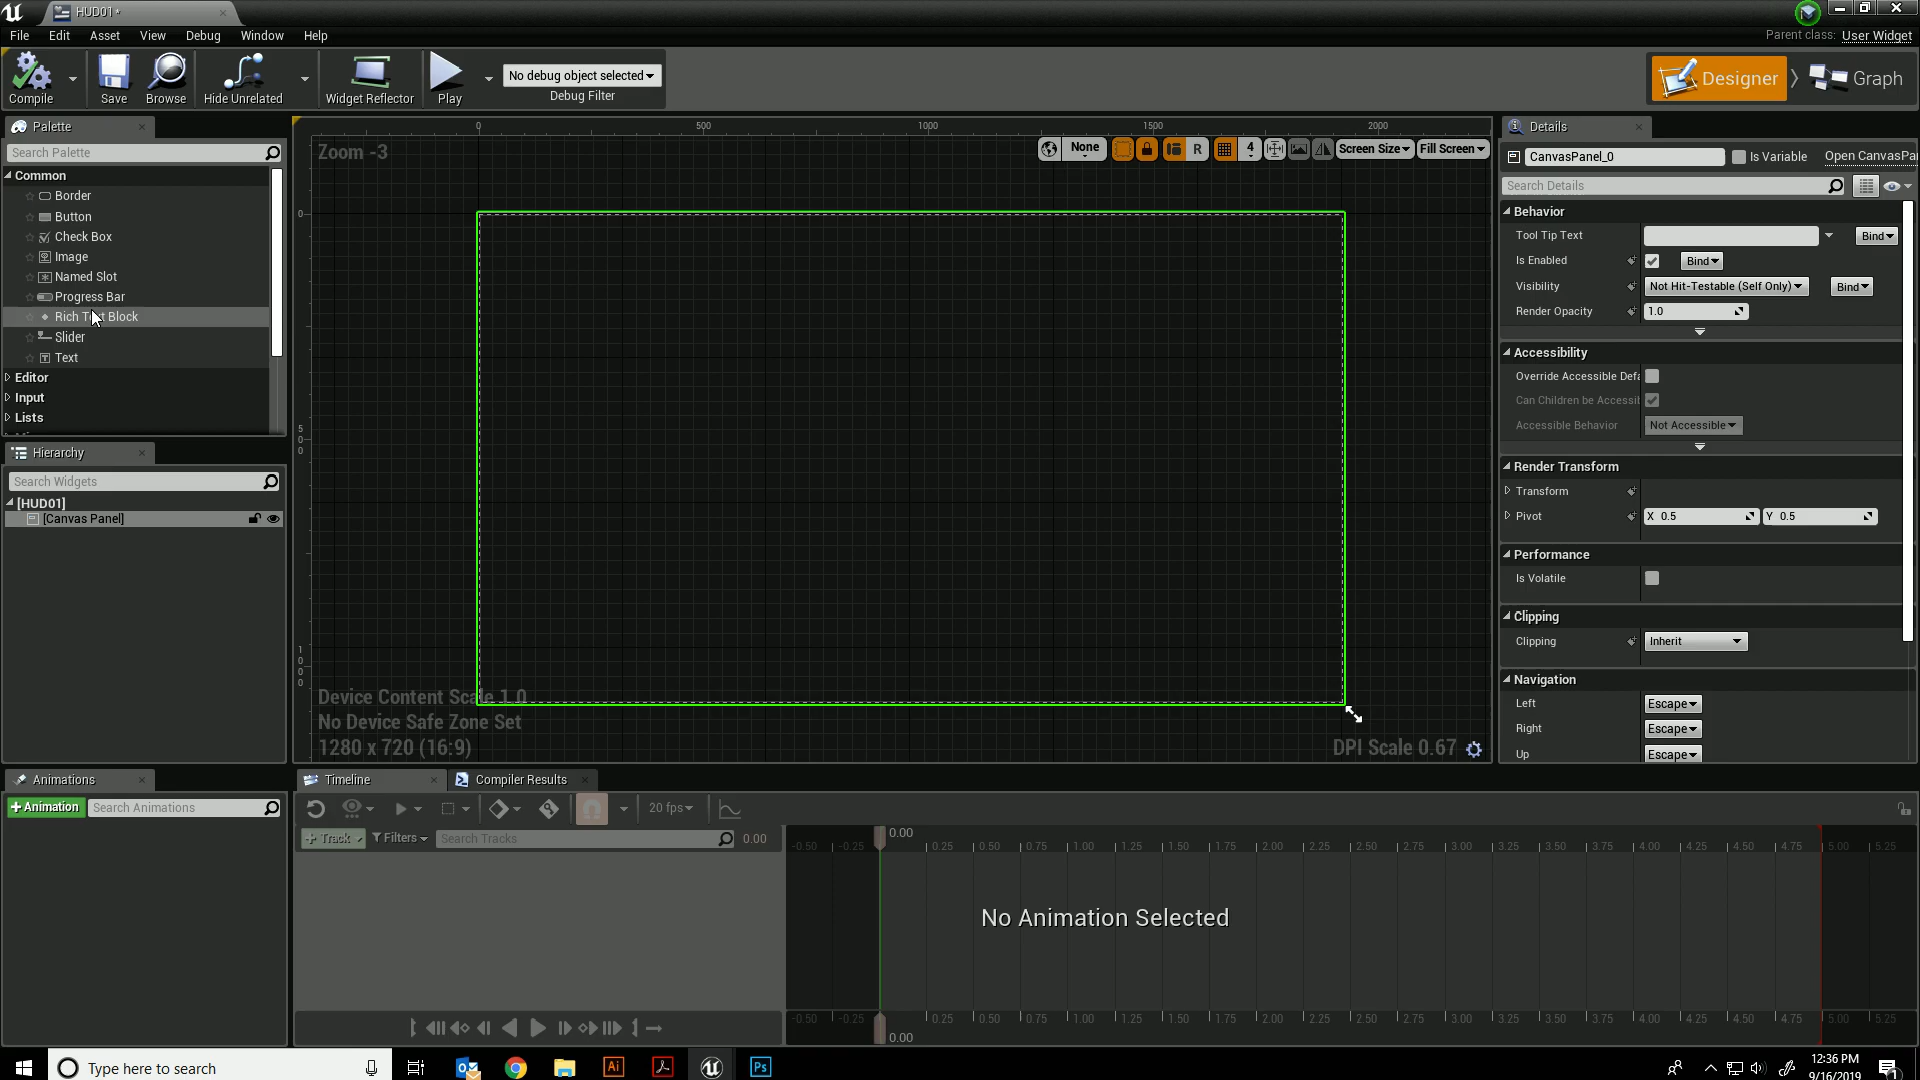 HUD01*
File Edit Asset View Debug Window Help
Parent class: User Widget
Compile Save Browse Hide Unrelated Widget Reflector Play
No debug object selected
Debug Filter
Designer Graph
Palette
Search Palette
Common
Border
Button
Check Box
Image
Named Slot
Progress Bar
Rich Text Block
Slider
Text
Editor
Input
Lists
Hierarchy
Search Widgets
[HUD01]
[Canvas Panel]
Animations
+Animation Search Animations
0 500 1000 1500 2000
Zoom -3
None R 4 Screen Size Fill Screen
0
500
1000
Device Content Scale 1.0
No Device Safe Zone Set
1280 x 720 (16:9)
DPI Scale 0.67
Details
CanvasPanel_0 Is Variable Open CanvasPa
Search Details
Behavior
Tool Tip Text Bind
Is Enabled Bind
Visibility Not Hit-Testable (Self Only) Bind
Render Opacity 1.0
Accessibility
Override Accessible Defa
Can Children be Accessit
Accessible Behavior Not Accessible
Render Transform
Transform
Pivot X 0.5 Y 0.5
Performance
Is Volatile
Clipping
Clipping Inherit
Navigation
Left Escape
Right Escape
Up Escape
Timeline Compiler Results
20 fps
+ Track Filters Search Tracks 0.00
0.00
-0.50 -0.25 0.25 0.50 0.75 1.00 1.25 1.50 1.75 2.00 2.25 2.50 2.75 3.00 3.25 3.50 3.75 4.00 4.25 4.50 4.75 5.00 5.25
No Animation Selected
-0.50 -0.25 0.25 0.50 0.75 1.00 1.25 1.50 1.75 2.00 2.25 2.50 2.75 3.00 3.25 3.50 3.75 4.00 4.25 4.50 4.75 5.00 5.25
0.00
Type here to search
Ai
Ps
12:36 PM
9/16/2019
1